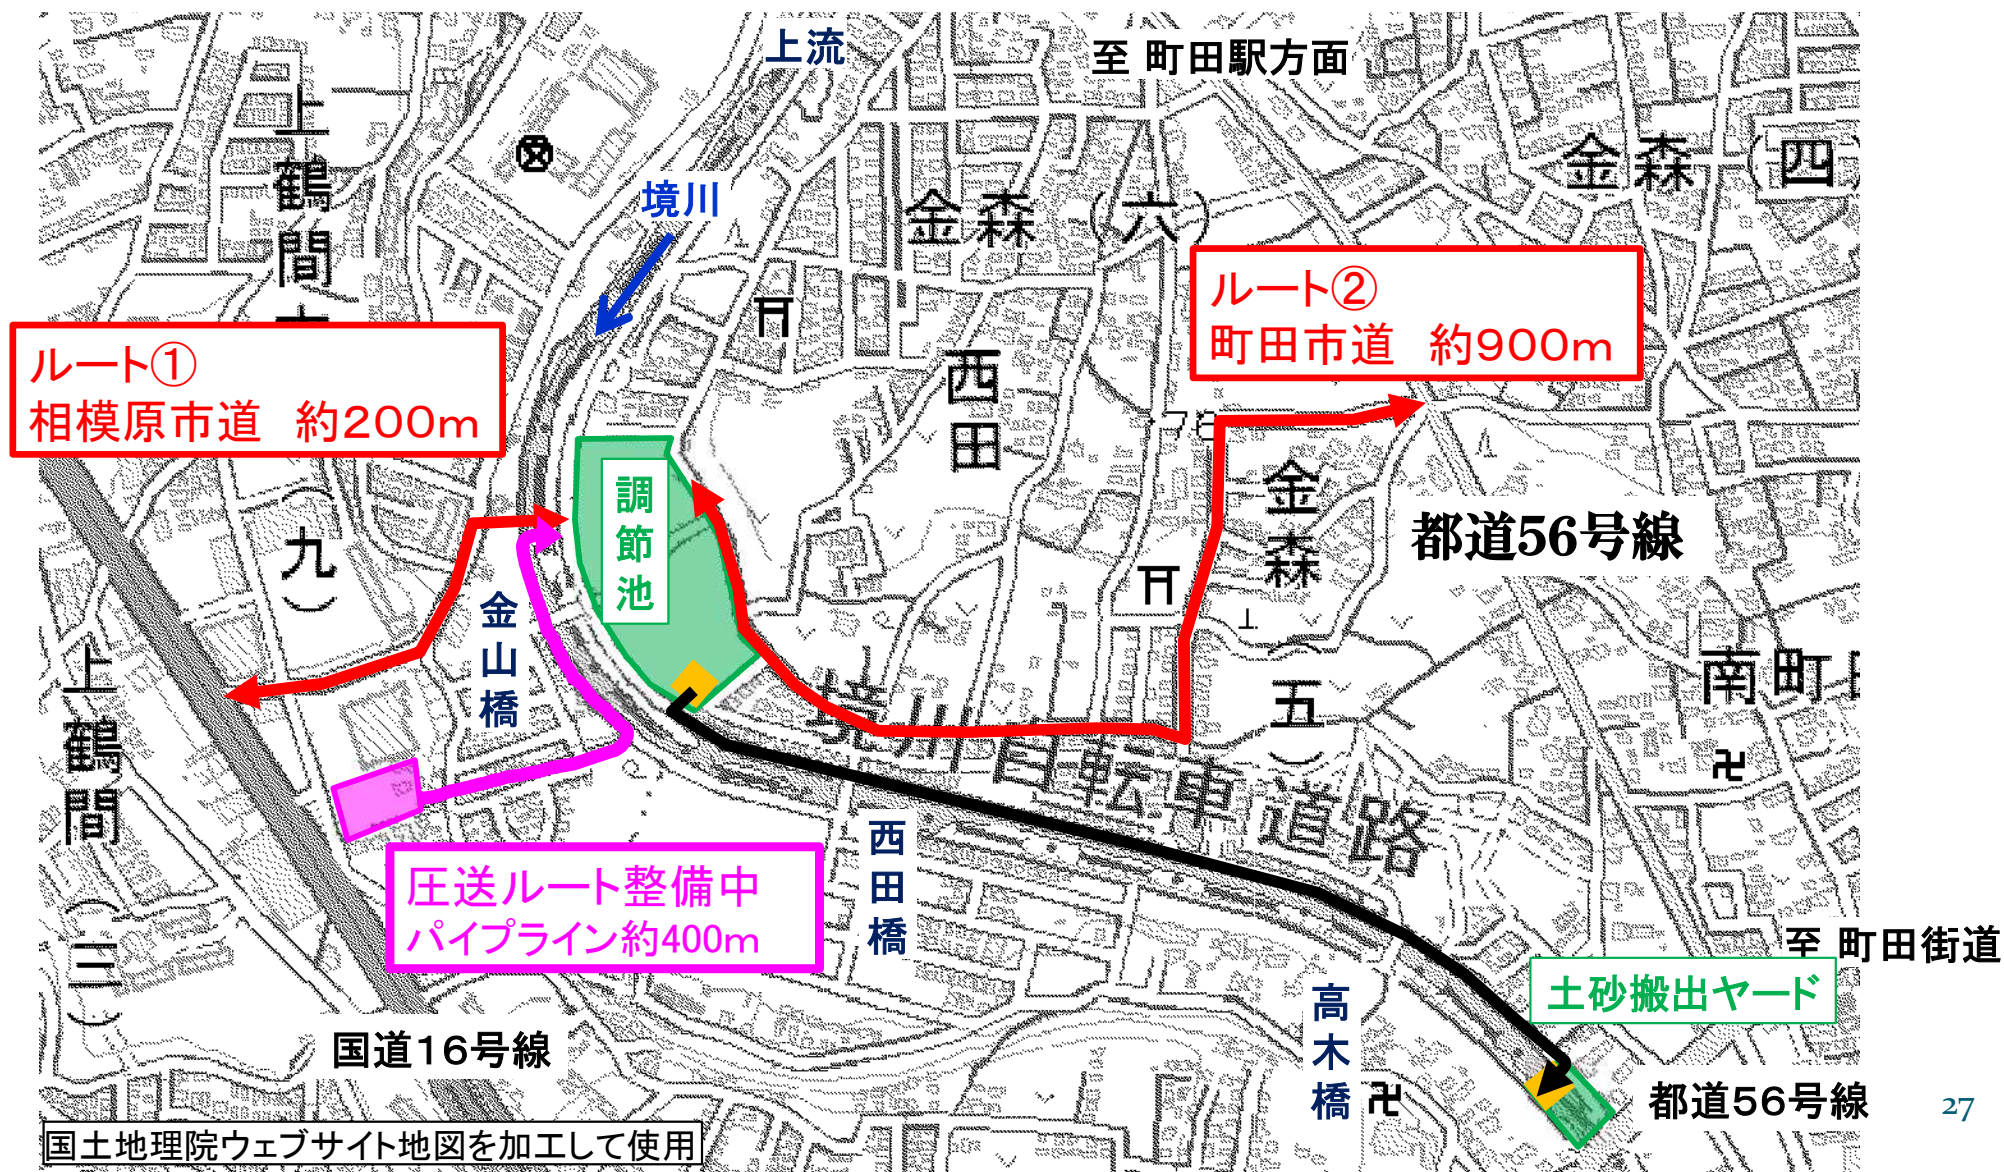 上流
至 町田駅方面
境川
金森(六)
金森(四)
上鶴間
ルート②
町田市道　約900m
ルート①
相模原市道　約200m
西田
78
調節池
(九)
金森(五)
都道56号線
金山橋
上鶴間(三)
南町田
境川自転車道路
圧送ルート整備中
パイプライン約400m
西田橋
至 町田街道
土砂搬出ヤード
高木橋
国道16号線
都道56号線
27
国土地理院ウェブサイト地図を加工して使用